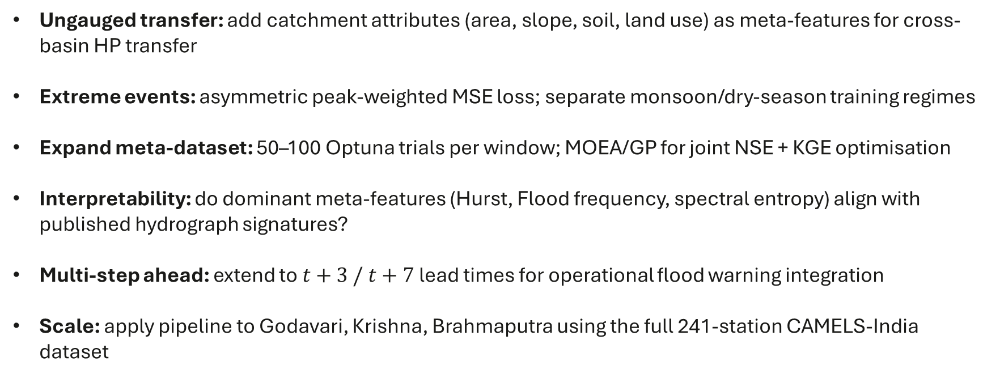 • Ungauged transfer: add catchment attributes (area, slope, soil, land use) as meta-features for cross-
basin HP transfer
• Extreme events: asymmetric peak-weighted MSE loss; separate monsoon/dry-season training regimes
• Expand meta-dataset: 50–100 Optuna trials per window; MOEA/GP for joint NSE + KGE optimisation
• Interpretability: do dominant meta-features (Hurst, Flood frequency, spectral entropy) align with
published hydrograph signatures?
• Multi-step ahead: extend to t + 3 / t + 7 lead times for operational flood warning integration
• Scale: apply pipeline to Godavari, Krishna, Brahmaputra using the full 241-station CAMELS-India
dataset